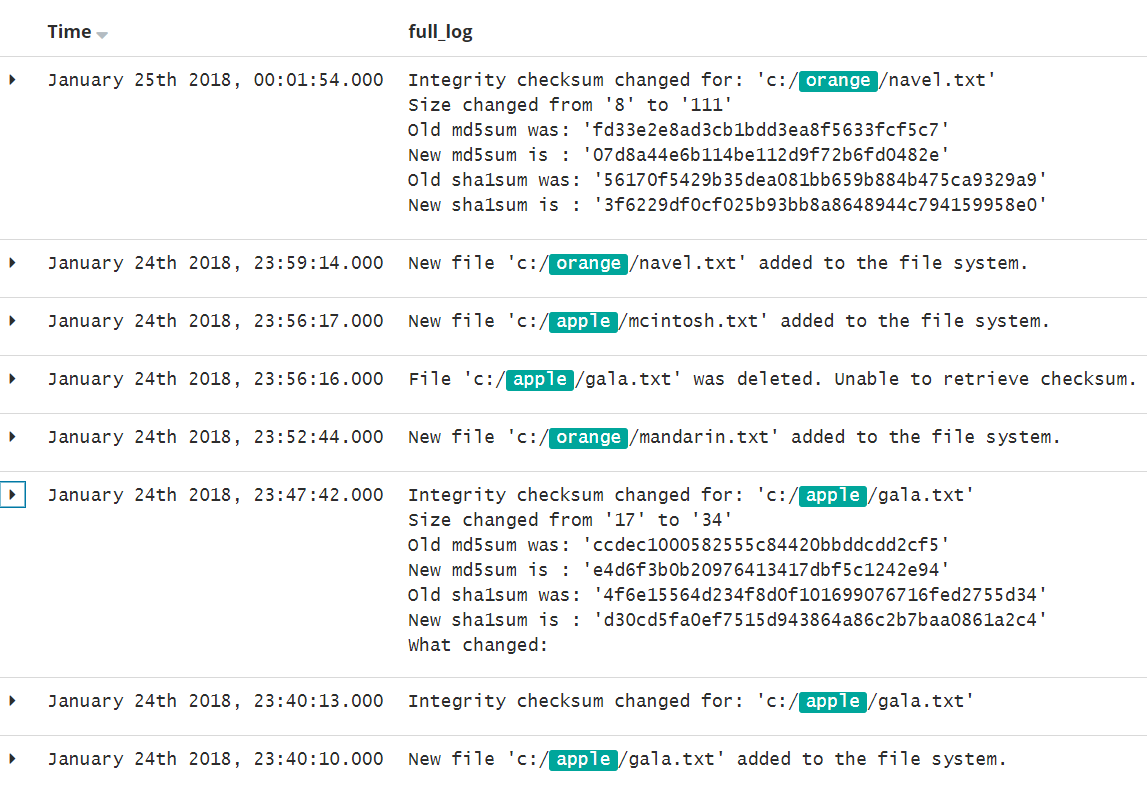 Time full_log
January 25th 2018, 00:01:54.000 Integrity checksum changed for: 'c:/orange/navel.txt'
Size changed from '8' to '111'
Old md5sum was: 'fd33e2e8ad3cb1bdd3ea8f5633fcf5c7'
New md5sum is : '07d8a44e6b114be112d9f72b6fd0482e'
Old sha1sum was: '56170f5429b35dea081bb659b884b475ca9329a9'
New sha1sum is : '3f6229df0cf025b93bb8a8648944c794159958e0'
January 24th 2018, 23:59:14.000 New file 'c:/orange/navel.txt' added to the file system.
January 24th 2018, 23:56:17.000 New file 'c:/apple/mcintosh.txt' added to the file system.
January 24th 2018, 23:56:16.000 File 'c:/apple/gala.txt' was deleted. Unable to retrieve checksum.
January 24th 2018, 23:52:44.000 New file 'c:/orange/mandarin.txt' added to the file system.
January 24th 2018, 23:47:42.000 Integrity checksum changed for: 'c:/apple/gala.txt'
Size changed from '17' to '34'
Old md5sum was: 'ccdec1000582555c84420bbddcdd2cf5'
New md5sum is : 'e4d6f3b0b20976413417dbf5c1242e94'
Old sha1sum was: '4f6e15564d234f8d0f101699076716fed2755d34'
New sha1sum is : 'd30cd5fa0ef7515d943864a86c2b7baa0861a2c4'
What changed:
January 24th 2018, 23:40:13.000 Integrity checksum changed for: 'c:/apple/gala.txt'
January 24th 2018, 23:40:10.000 New file 'c:/apple/gala.txt' added to the file system.